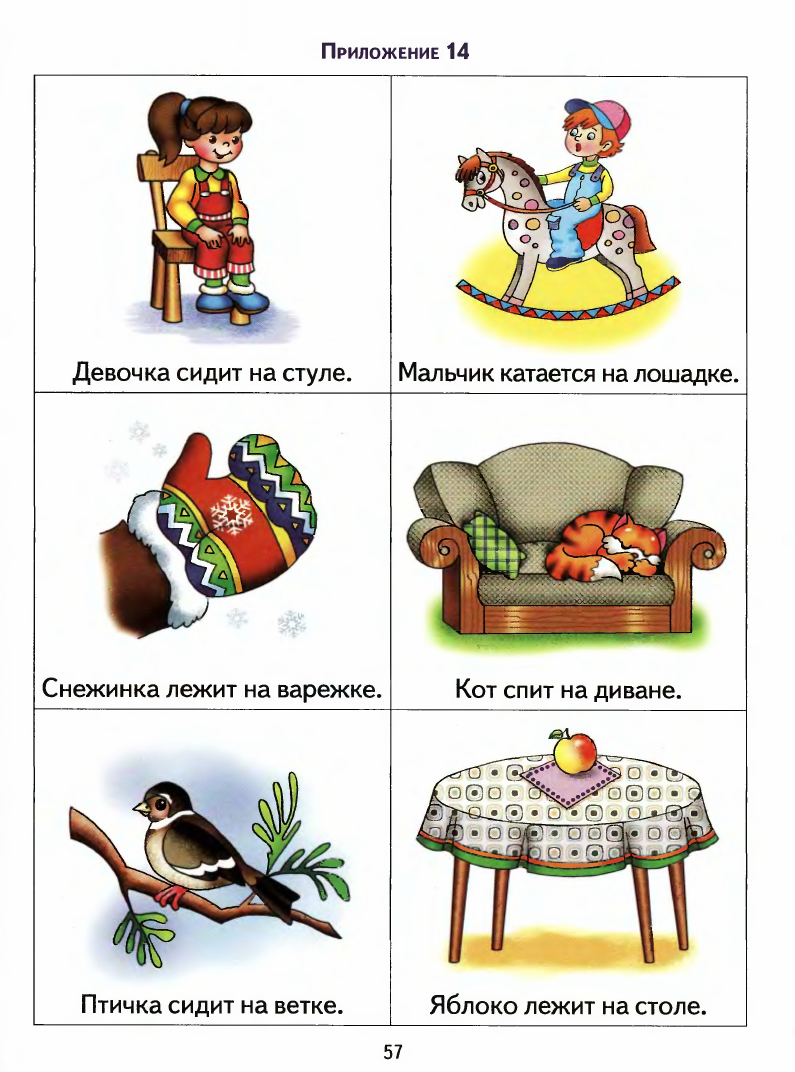 Приложение 14
Девочка сидит на стуле.
Мальчик катается на лошадке.
Снежинка лежит на варежке.
Кот спит на диване.
Птичка сидит на ветке.
Яблоко лежит на столе.
57